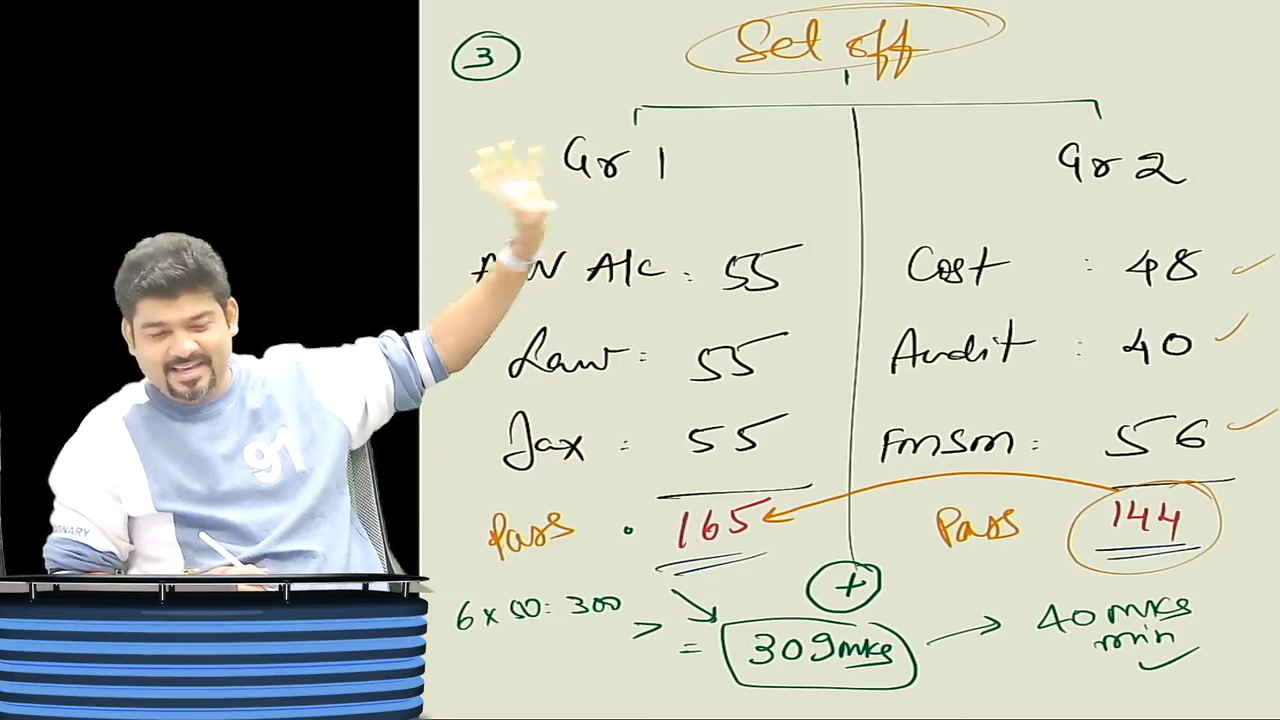 3
Set off
Gr 1
Gr 2
A/c : 55
Law : 55
Tax : 55
Pass . 165
Cost : 48
Audit : 40
FMSM : 56
Pass 144
+
6 x 50 : 300 > = 309 mks → 40 mks
min
91